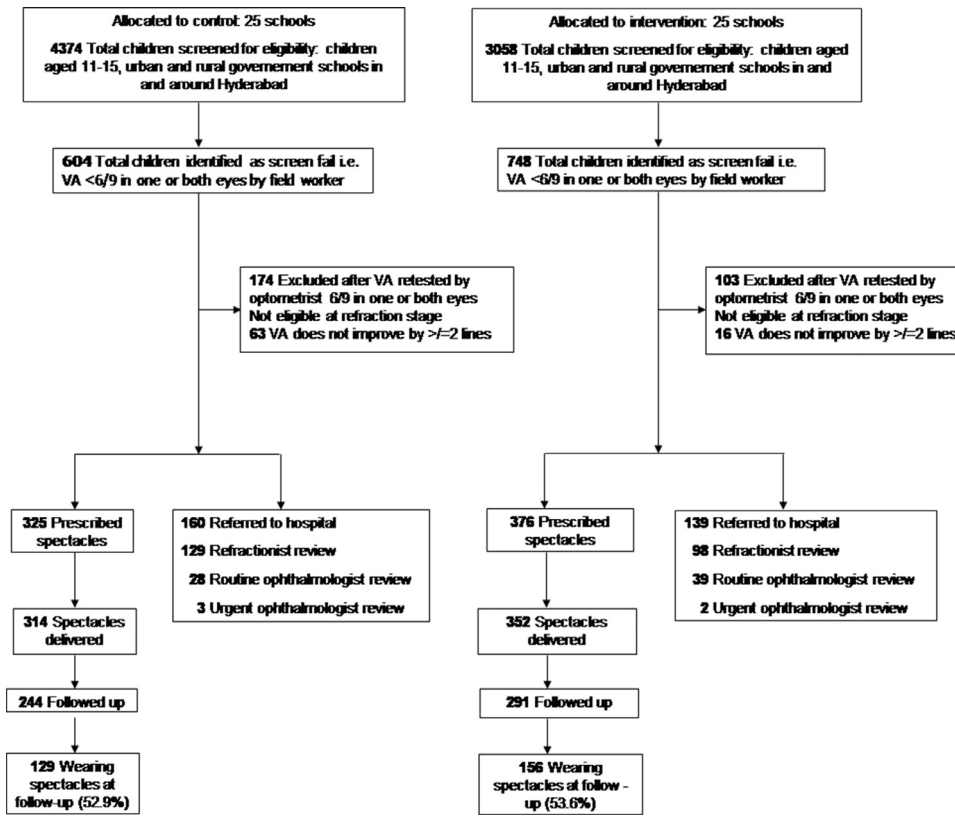 Allocated to control: 25 schools
4374 Total children screened for eligibility: children
aged 11-15, urban and rural governement schools in
and around Hyderabad
604 Total children identified as screen fail i.e.
VA <6/9 in one or both eyes by field worker
174 Excluded after VA retested by
optometrist 6/9 in one or both eyes
Not eligible at refraction stage
63 VA does not improve by >/=2 lines
325 Prescribed
spectacles
160 Referred to hospital
129 Refractionist review
28 Routine ophthalmologist review
3 Urgent ophthalmologist review
314 Spectacles
delivered
244 Followed up
129 Wearing
spectacles at
follow-up (52.9%)
Allocated to intervention: 25 schools
3058 Total children screened for eligibility: children aged
11-15, urban and rural government schools in and
around Hyderabad
748 Total children identified as screen fail i.e.
VA <6/9 in one or both eyes by field worker
103 Excluded after VA retested by
optometrist 6/9 in one or both eyes
Not eligible at refraction stage
16 VA does not improve by >/=2 lines
376 Prescribed
spectacles
139 Referred to hospital
98 Refractionist review
39 Routine ophthalmologist review
2 Urgent ophthalmologist review
352 Spectacles
delivered
291 Followed up
156 Wearing
spectacles at follow -
up (53.6%)